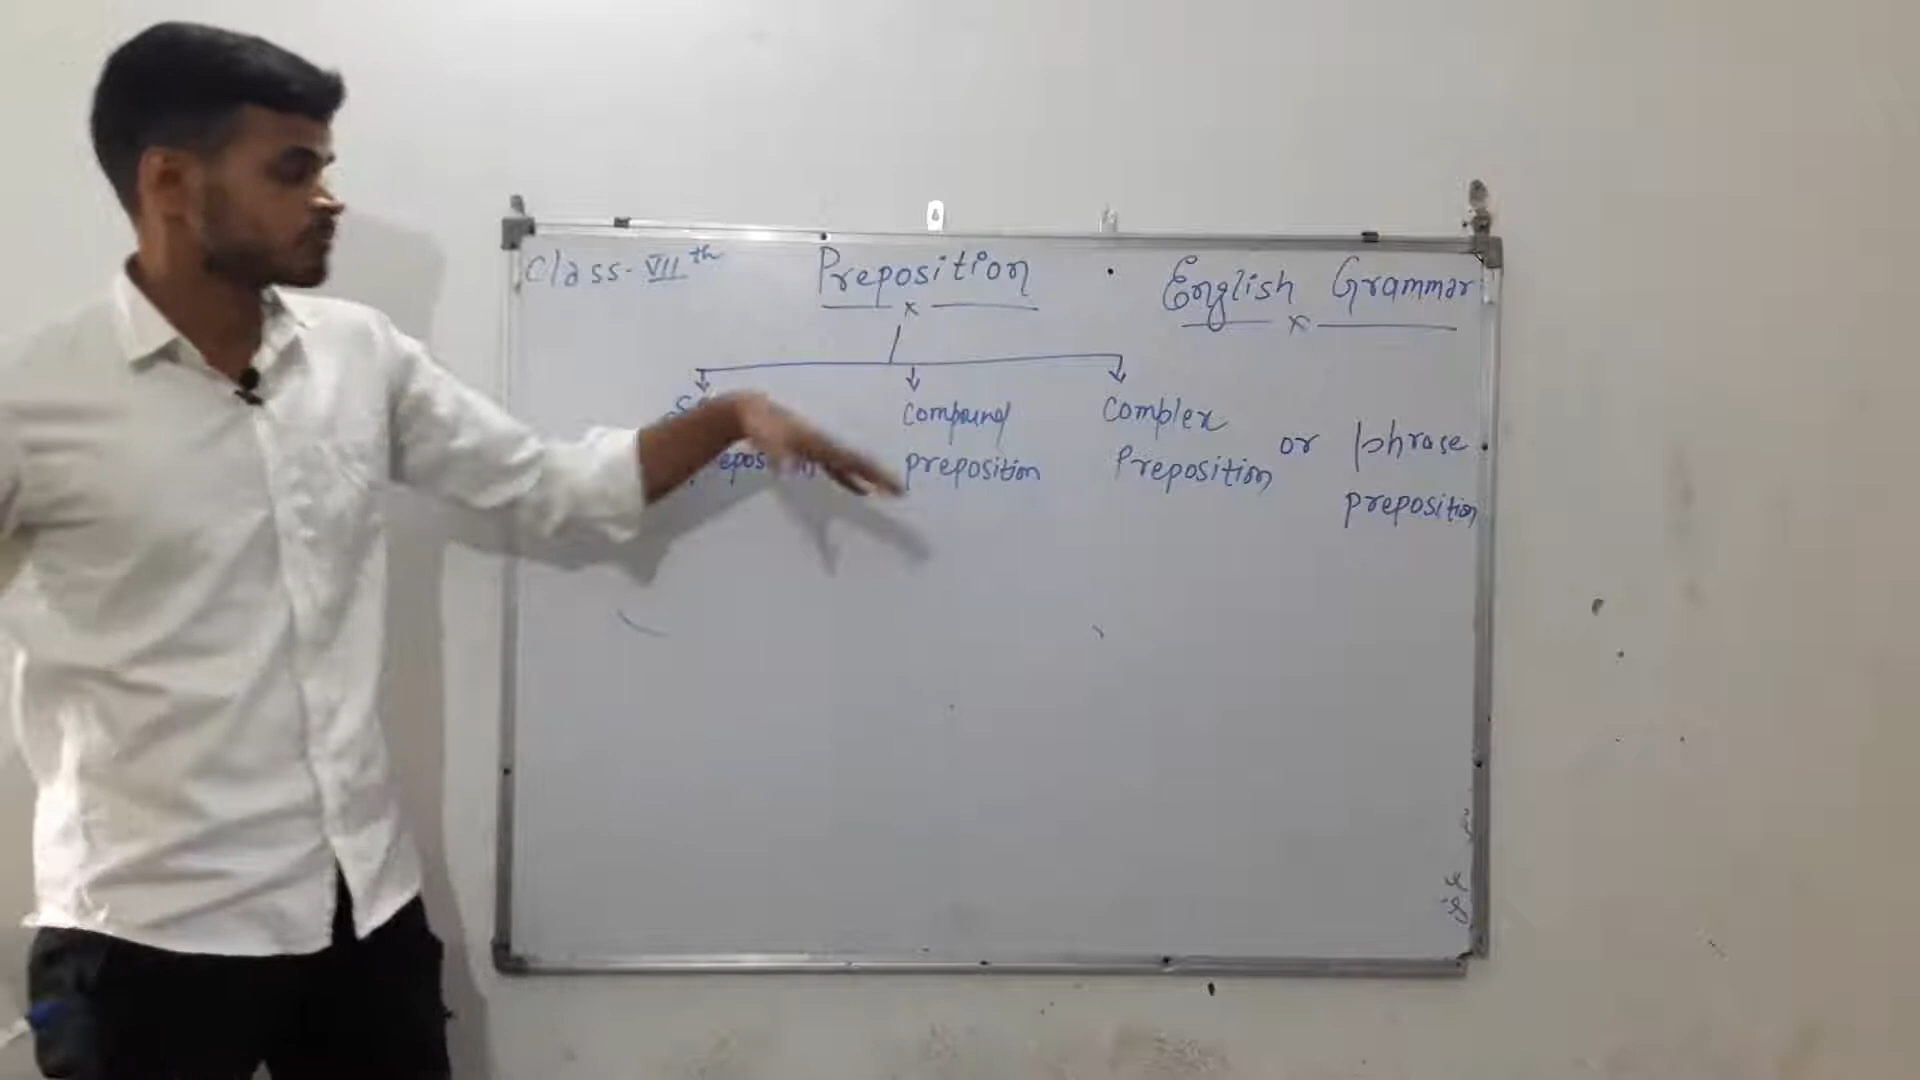 Class-VIIth Preposition English Grammar
Compound Complex
preposition Preposition or phrase
preposition